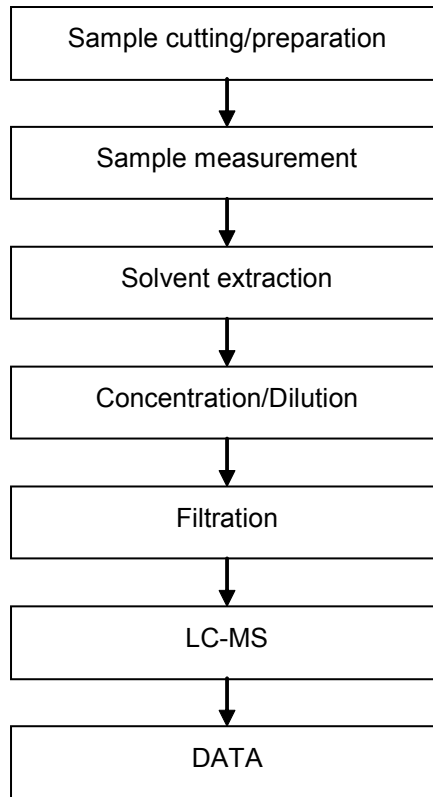 Sample cutting/preparation
Sample measurement
Solvent extraction
Concentration/Dilution
Filtration
LC-MS
DATA